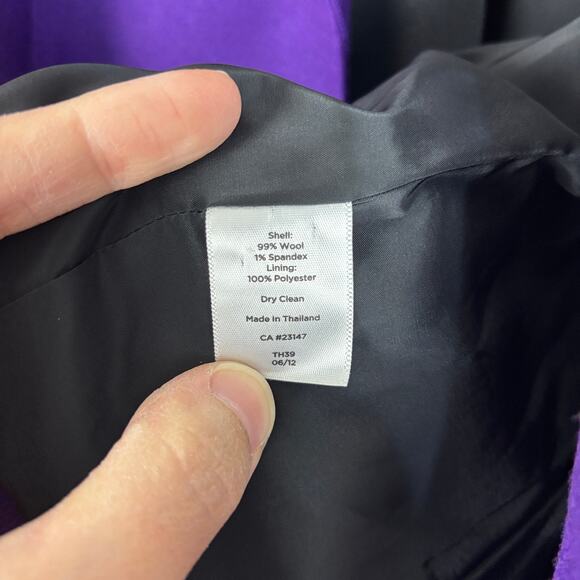 Shell:
99% Wool
1% Spandex
Lining:
100% Polyester
Dry Clean
Made In Thailand
CA #23147
TH39
06/12